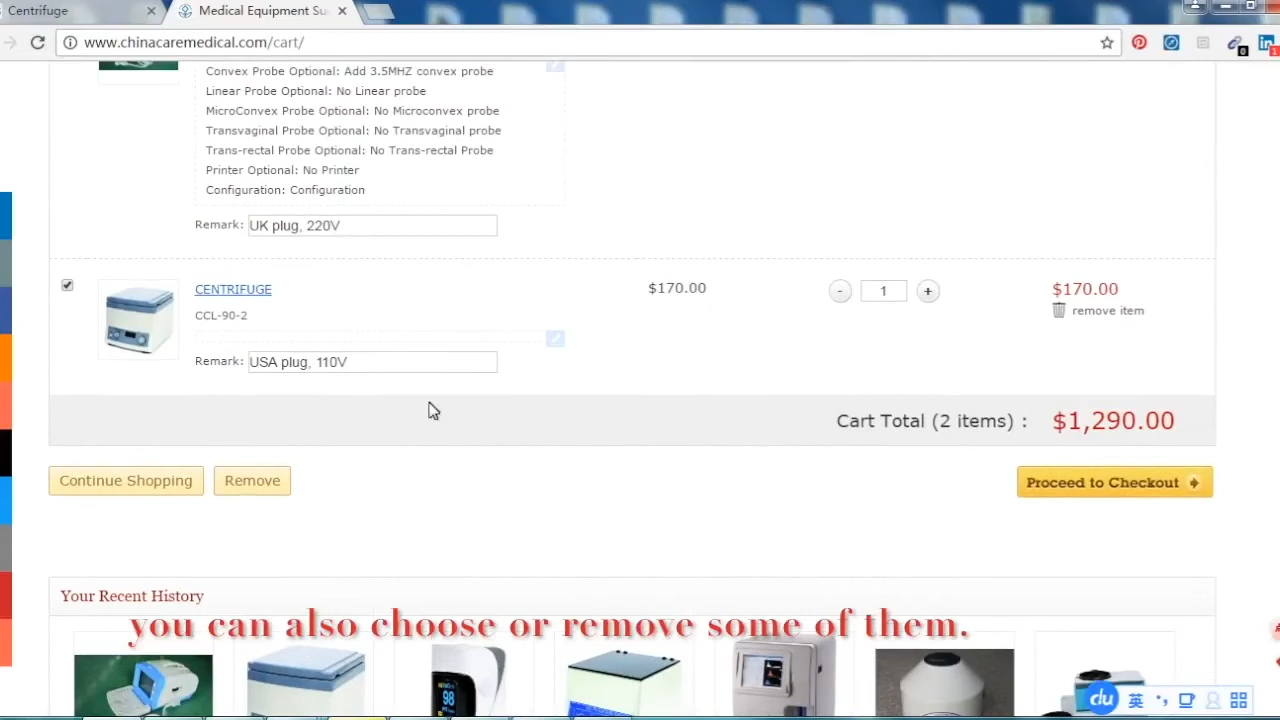 Centrifuge
Medical Equipment Su
www.chinacaremedical.com/cart/
0
1
Convex Probe Optional: Add 3.5MHZ convex probe
Linear Probe Optional: No Linear probe
MicroConvex Probe Optional: No Microconvex probe
Transvaginal Probe Optional: No Transvaginal probe
Trans-rectal Probe Optional: No Trans-rectal Probe
Printer Optional: No Printer
Configuration: Configuration
Remark: UK plug, 220V
CENTRIFUGE $170.00 - 1 + $170.00
remove item
CCL-90-2
Remark: USA plug, 110V
Cart Total (2 items) : $1,290.00
Continue Shopping Remove Proceed to Checkout
Your Recent History
you can also choose or remove some of them.
98
du 英